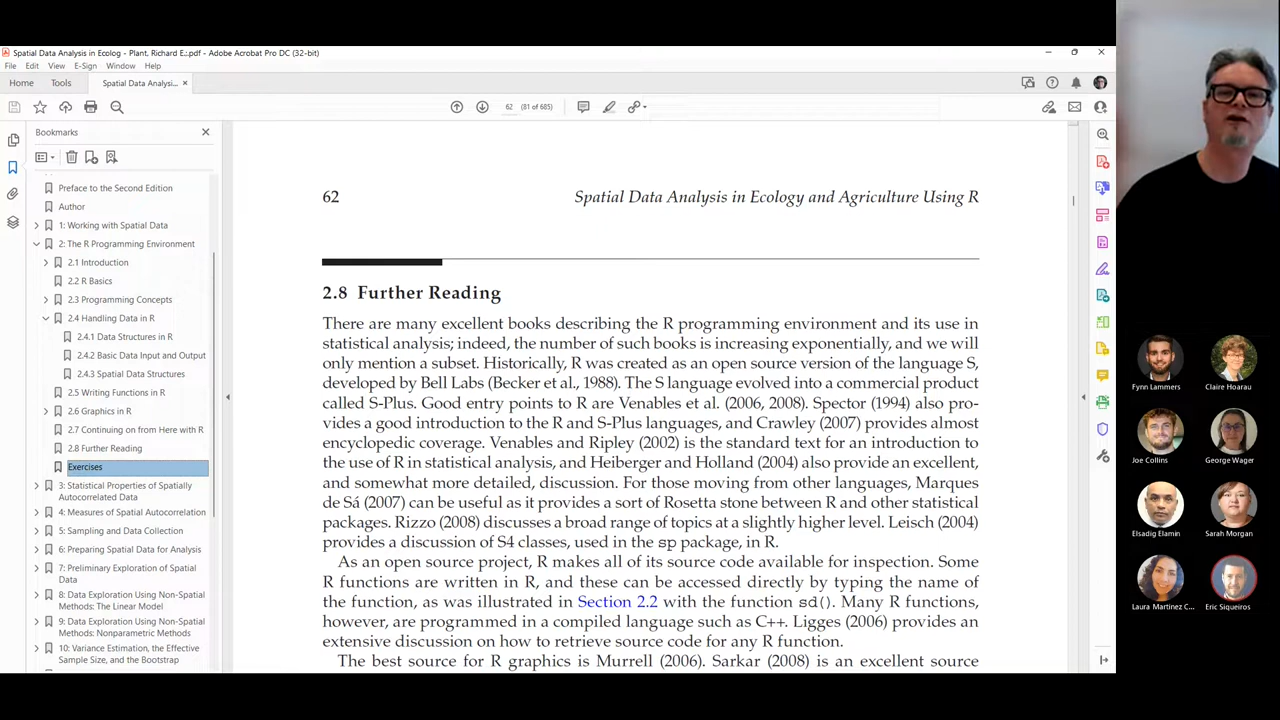 Spatial Data Analysis in Ecolog - Plant, Richard E.;.pdf - Adobe Acrobat Pro DC (32-bit)
File Edit View E-Sign Window Help
Home Tools Spatial Data Analysi... ×
62 (81 of 685)
Bookmarks
Preface to the Second Edition
Author
1: Working with Spatial Data
2: The R Programming Environment
2.1 Introduction
2.2 R Basics
2.3 Programming Concepts
2.4 Handling Data in R
2.4.1 Data Structures in R
2.4.2 Basic Data Input and Output
2.4.3 Spatial Data Structures
2.5 Writing Functions in R
2.6 Graphics in R
2.7 Continuing on from Here with R
2.8 Further Reading
Exercises
3: Statistical Properties of Spatially
Autocorrelated Data
4: Measures of Spatial Autocorrelation
5: Sampling and Data Collection
6: Preparing Spatial Data for Analysis
7: Preliminary Exploration of Spatial
Data
8: Data Exploration Using Non-Spatial
Methods: The Linear Model
9: Data Exploration Using Non-Spatial
Methods: Nonparametric Methods
10: Variance Estimation, the Effective
Sample Size, and the Bootstrap
62 Spatial Data Analysis in Ecology and Agriculture Using R
2.8 Further Reading
There are many excellent books describing the R programming environment and its use in
statistical analysis; indeed, the number of such books is increasing exponentially, and we will
only mention a subset. Historically, R was created as an open source version of the language S,
developed by Bell Labs (Becker et al., 1988). The S language evolved into a commercial product
called S-Plus. Good entry points to R are Venables et al. (2006, 2008). Spector (1994) also pro-
vides a good introduction to the R and S-Plus languages, and Crawley (2007) provides almost
encyclopedic coverage. Venables and Ripley (2002) is the standard text for an introduction to
the use of R in statistical analysis, and Heiberger and Holland (2004) also provide an excellent,
and somewhat more detailed, discussion. For those moving from other languages, Marques
de Sá (2007) can be useful as it provides a sort of Rosetta stone between R and other statistical
packages. Rizzo (2008) discusses a broad range of topics at a slightly higher level. Leisch (2004)
provides a discussion of S4 classes, used in the sp package, in R.
As an open source project, R makes all of its source code available for inspection. Some
R functions are written in R, and these can be accessed directly by typing the name of
the function, as was illustrated in Section 2.2 with the function sd(). Many R functions,
however, are programmed in a compiled language such as C++. Ligges (2006) provides an
extensive discussion on how to retrieve source code for any R function.
The best source for R graphics is Murrell (2006). Sarkar (2008) is an excellent source
Fynn Lammers
Claire Hoarau
Joe Collins
George Wager
Elsadig Elamin
Sarah Morgan
Laura Martinez C...
Eric Siqueiros